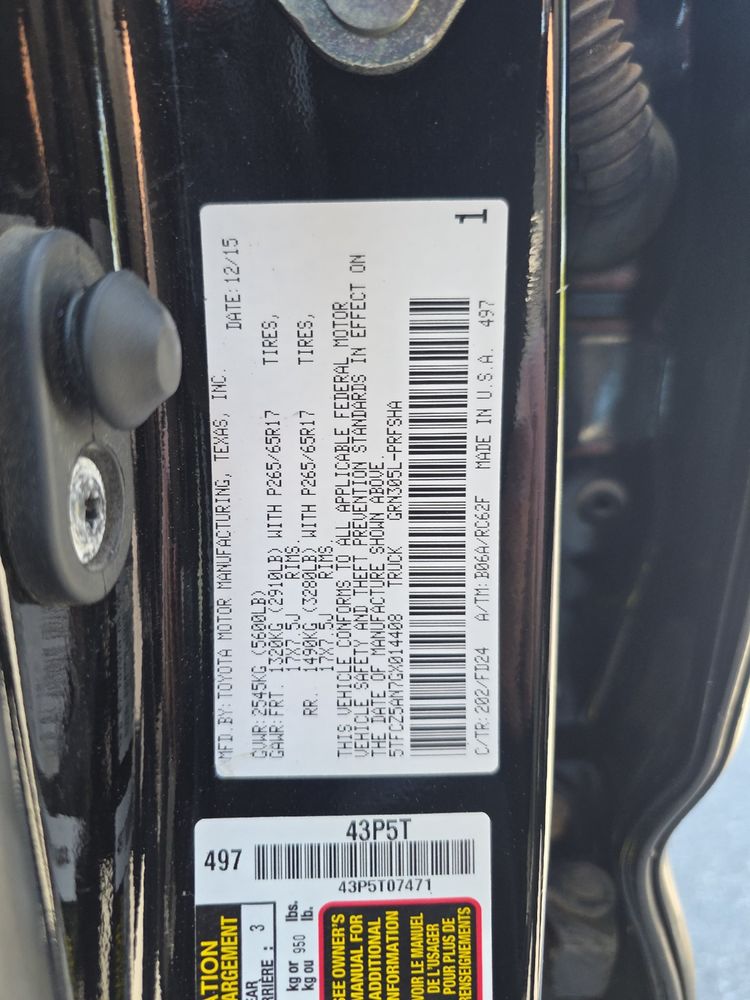 MFD.BY:TOYOTA MOTOR MANUFACTURING, TEXAS, INC. DATE:12/15
GVWR:2545KG (5600LB)
GAWR:FRT. 1320KG (2910LB) WITH P265/65R17 TIRES,
17X7.5J RIMS.
RR. 1490KG (3280LB) WITH P265/65R17 TIRES,
17X7.5J RIMS.
THIS VEHICLE CONFORMS TO ALL APPLICABLE FEDERAL MOTOR
VEHICLE SAFETY AND THEFT PREVENTION STANDARDS IN EFFECT ON
THE DATE OF MANUFACTURE SHOWN ABOVE.
5TFCZ5AN7GX014408 TRUCK GRN305L-PRFSHA
C/TR:202/FD24 A/TM:B06A/RC62F MADE IN U.S.A. 497
1
43P5T
497
43P5T07471
ARRIÈRE : 3
kg or 950 lbs.
kg ou lb.
SEE OWNER'S
MANUAL FOR
ADDITIONAL
INFORMATION
VOIR LE MANUEL
DE L'USAGER
POUR PLUS DE
RENSEIGNEMENTS